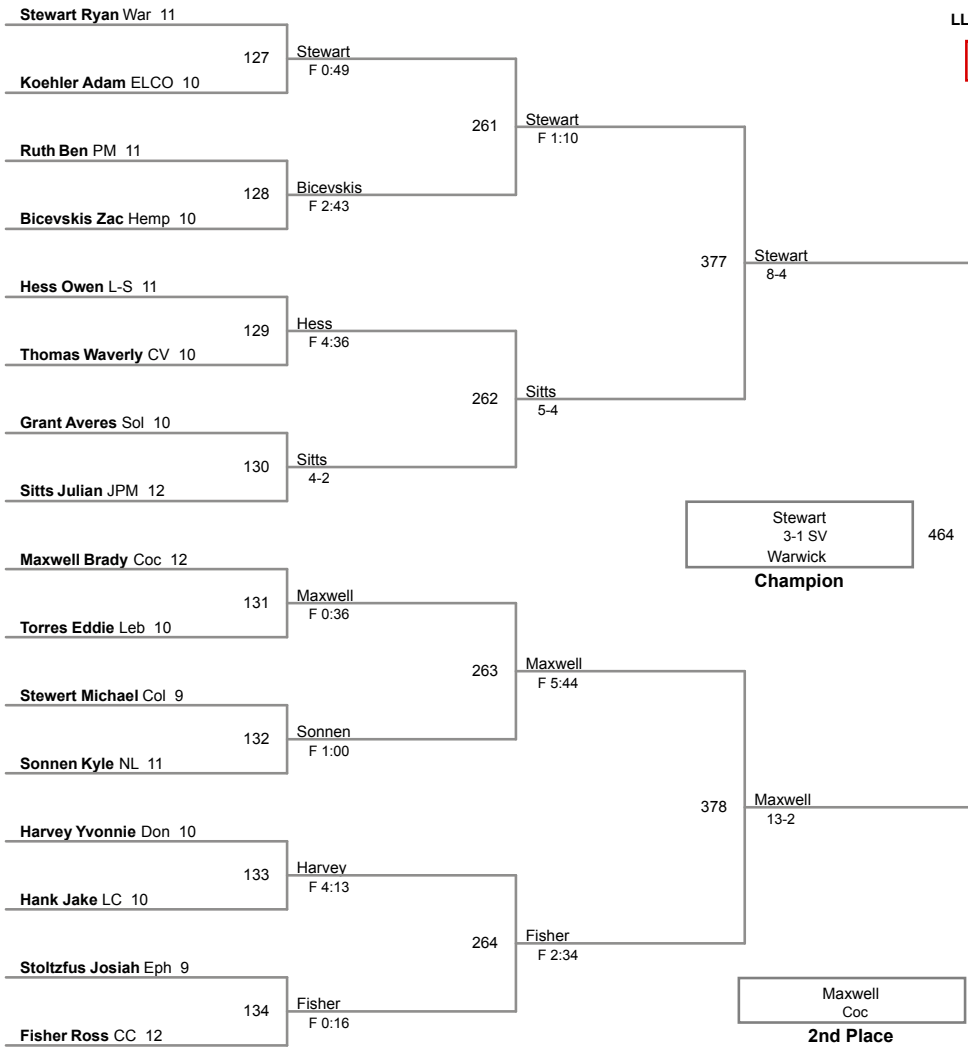 Stewart Ryan War 11
LL
127
Stewart
F 0:49
Koehler Adam ELCO 10
261
Stewart
F 1:10
Ruth Ben PM 11
128
Bicevskis
F 2:43
Bicevskis Zac Hemp 10
377
Stewart
8-4
Hess Owen L-S 11
129
Hess
F 4:36
Thomas Waverly CV 10
262
Sitts
5-4
Grant Averes Sol 10
130
Sitts
4-2
Sitts Julian JPM 12
Stewart
3-1 SV
Warwick
464
Champion
Maxwell Brady Coc 12
131
Maxwell
F 0:36
Torres Eddie Leb 10
263
Maxwell
F 5:44
Stewert Michael Col 9
132
Sonnen
F 1:00
Sonnen Kyle NL 11
378
Maxwell
13-2
Harvey Yvonnie Don 10
133
Harvey
F 4:13
Hank Jake LC 10
264
Fisher
F 2:34
Stoltzfus Josiah Eph 9
134
Fisher
F 0:16
Fisher Ross CC 12
Maxwell
Coc
2nd Place